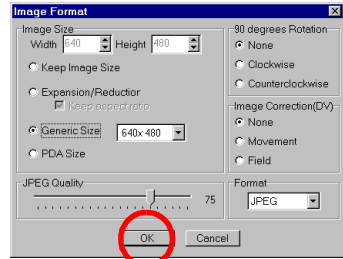 Image Format
Image Size
Width 640 Height 480
Keep Image Size
Expansion/Reductior
Keep aspect ratio
Generic Size 640x 480
PDA Size
90 degrees Rotation
None
Clockwise
Counterclockwise
Image Correction(DV)
None
Movement
Field
JPEG Quality
75
Format
JPEG
OK Cancel